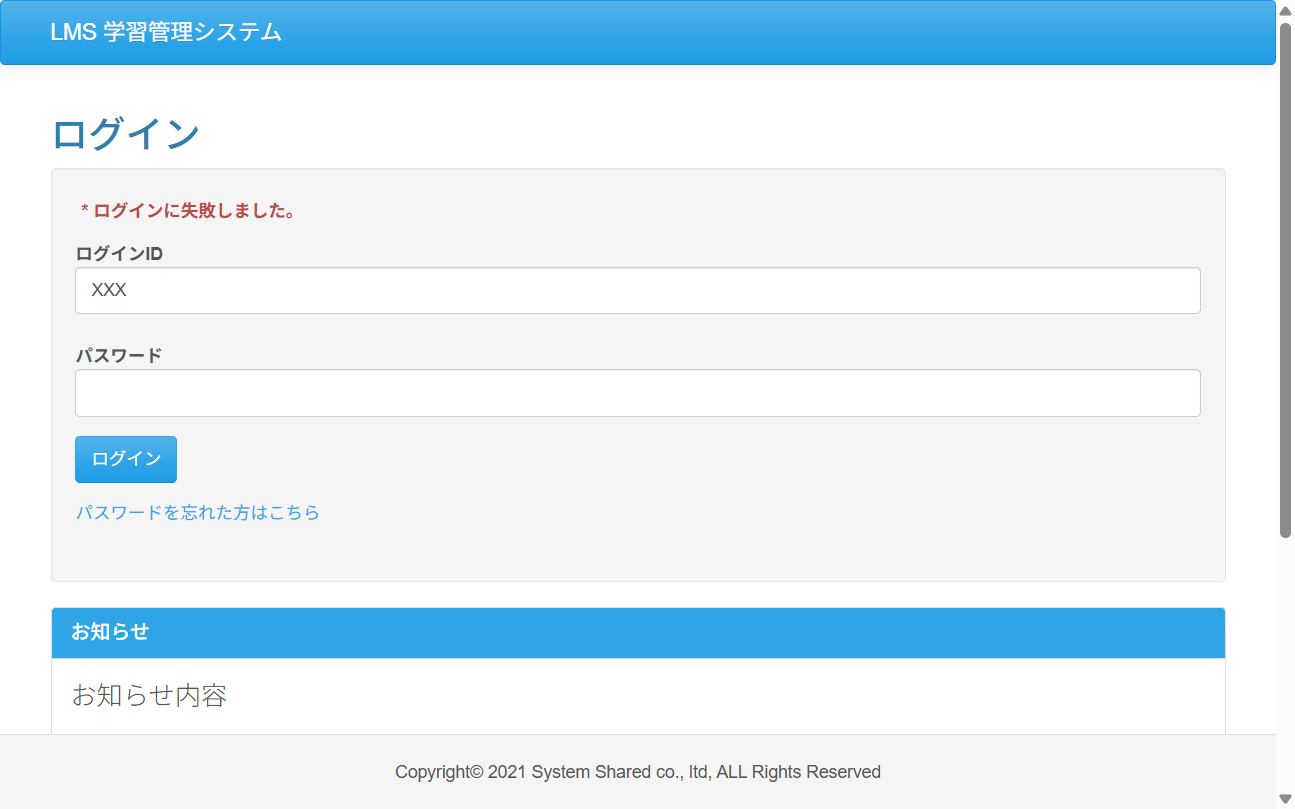 LMS 学習管理システム
ログイン
* ログインに失敗しました。
ログインID
XXX
パスワード
ログイン
パスワードを忘れた方はこちら
お知らせ
お知らせ内容
Copyright© 2021 System Shared co., ltd, ALL Rights Reserved